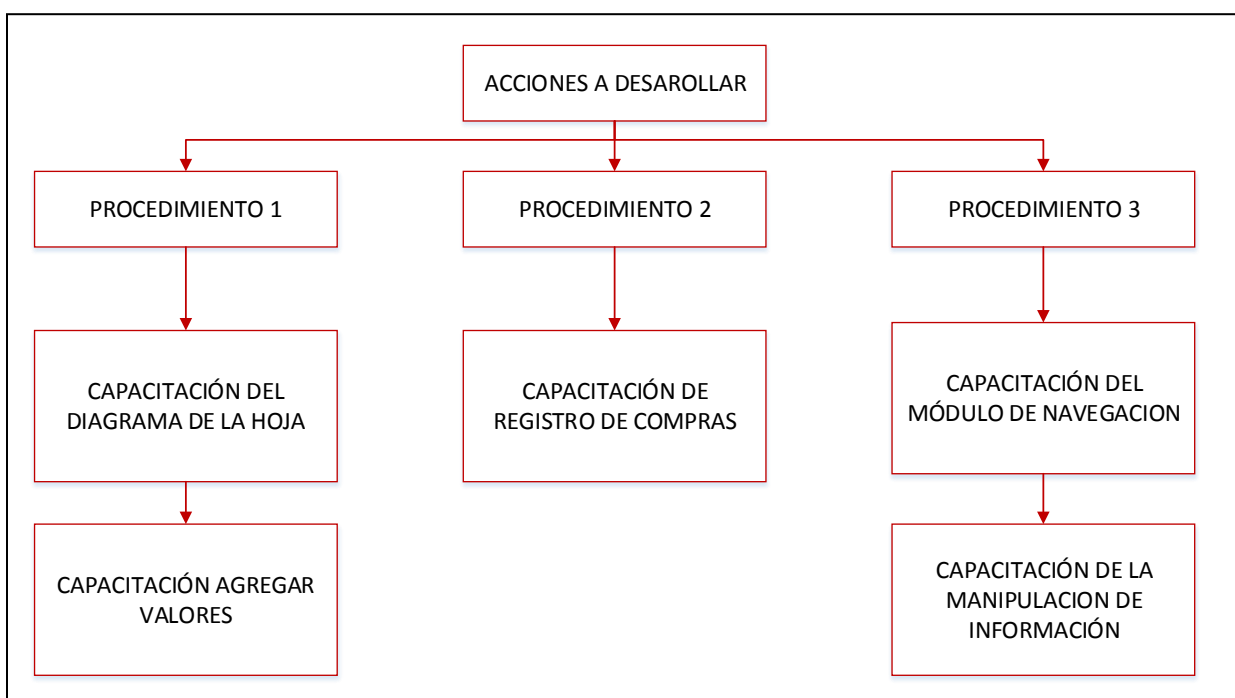 ACCIONES A DESAROLLAR
PROCEDIMIENTO 1
PROCEDIMIENTO 2
PROCEDIMIENTO 3
CAPACITACIÓN DEL
DIAGRAMA DE LA HOJA
CAPACITACIÓN DE
REGISTRO DE COMPRAS
CAPACITACIÓN DEL
MÓDULO DE NAVEGACION
CAPACITACIÓN AGREGAR
VALORES
CAPACITACIÓN DE LA
MANIPULACION DE
INFORMACIÓN